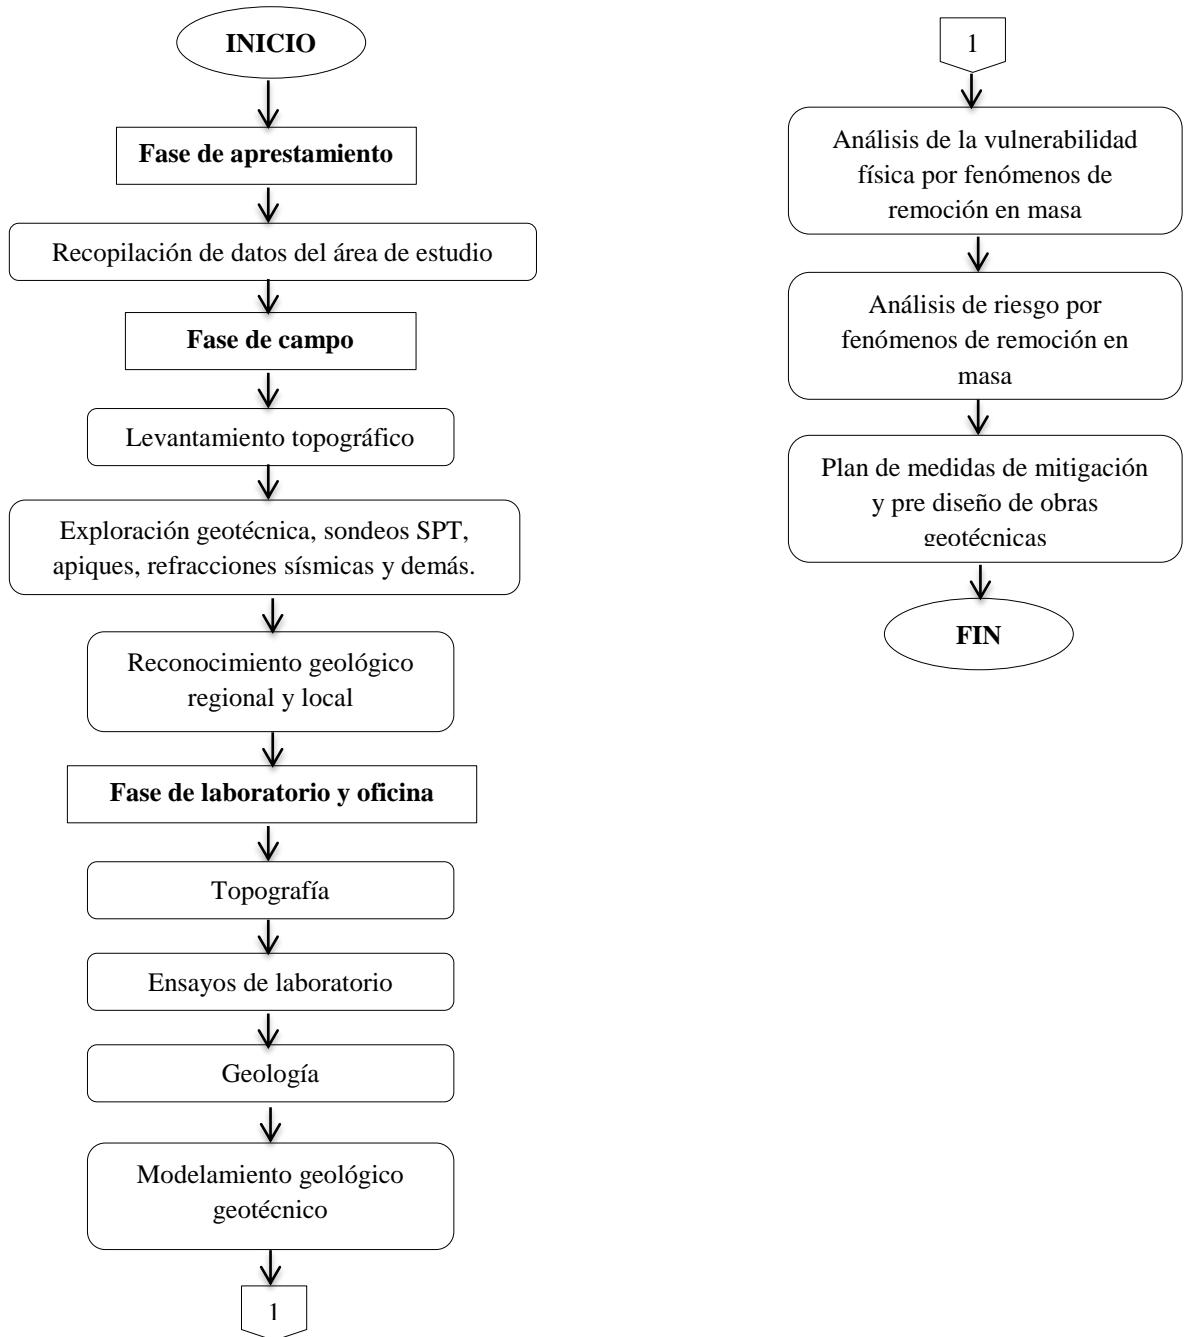 INICIO
Fase de aprestamiento
Recopilación de datos del área de estudio
Fase de campo
Levantamiento topográfico
Exploración geotécnica, sondeos SPT,
apiques, refracciones sísmicas y demás.
Reconocimiento geológico
regional y local
Fase de laboratorio y oficina
Topografía
Ensayos de laboratorio
Geología
Modelamiento geológico
geotécnico
1
1
Análisis de la vulnerabilidad
física por fenómenos de
remoción en masa
Análisis de riesgo por
fenómenos de remoción en
masa
Plan de medidas de mitigación
y pre diseño de obras
geotécnicas
FIN